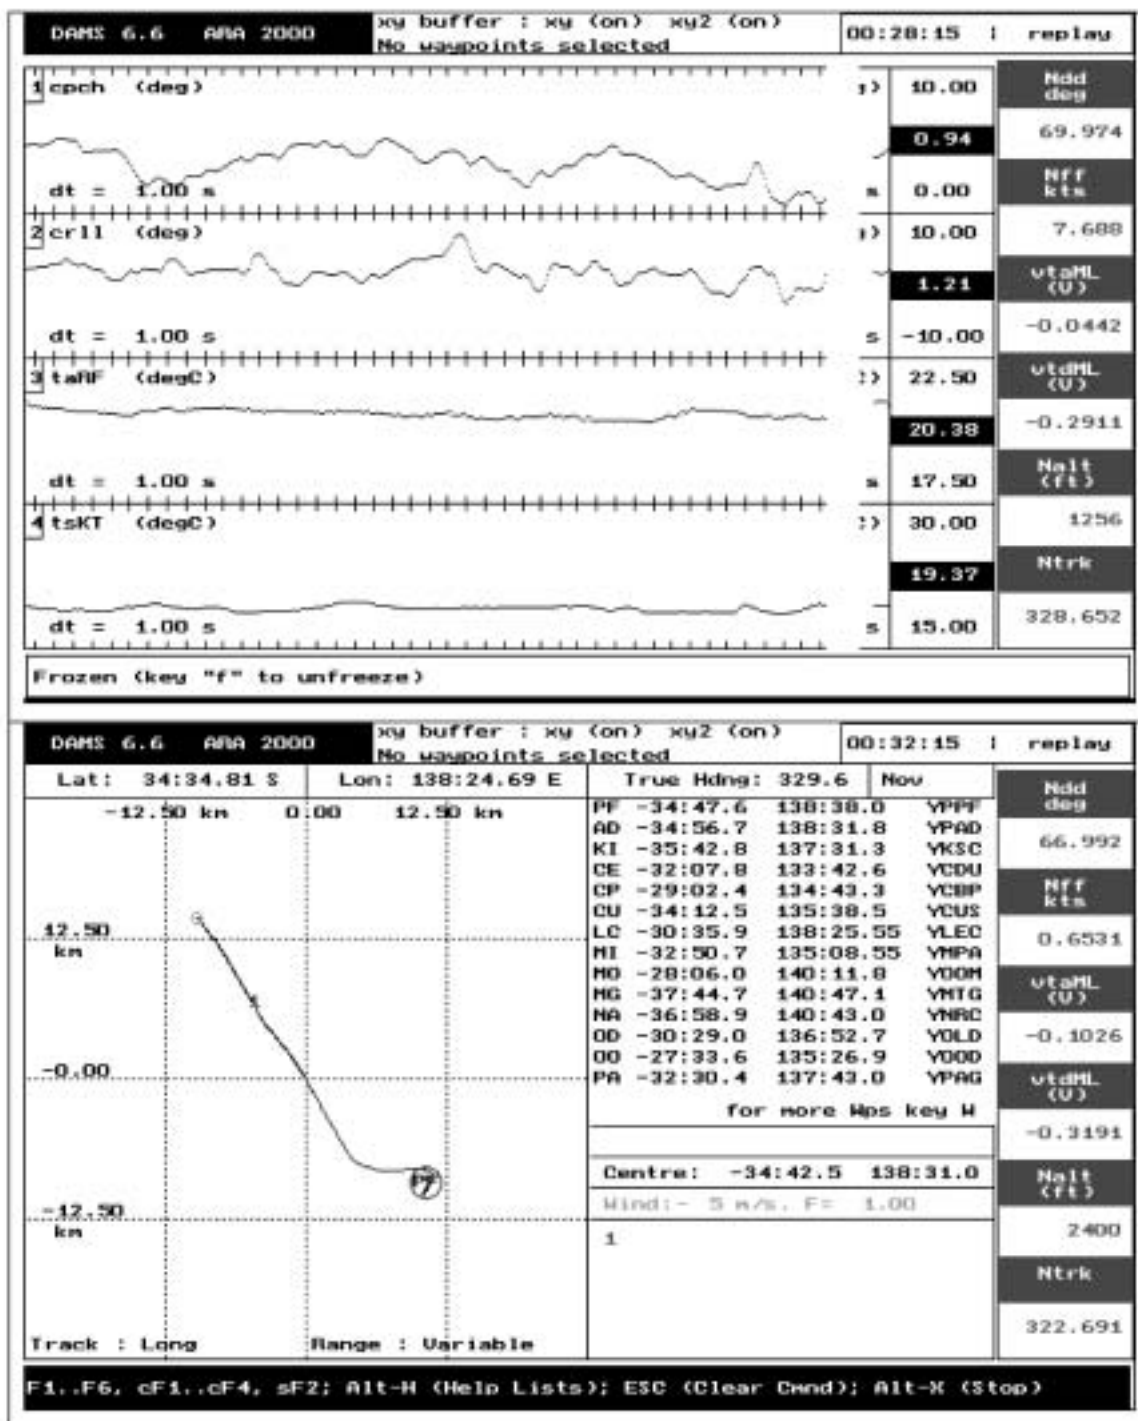 DAMS 6.6 ARA 2000 xy buffer : xy (on) xy2 (on) 00:28:15 replay
No waypoints selected
1 cpch (deg) 10.00
0.94
dt = 1.00 s 0.00
2 crll (deg) 10.00
1.21
dt = 1.00 s -10.00
3 taRF (degC) 22.50
20.38
dt = 1.00 s 17.50
4 tsKT (degC) 30.00
19.37
dt = 1.00 s 15.00
Ndd
deg
69.974
Nff
kts
7.688
vtaML
(V)
-0.0442
vtdML
(V)
-0.2911
Nalt
(ft)
1256
Ntrk
328.652
Frozen (key "f" to unfreeze)
DAMS 6.6 ARA 2000 xy buffer : xy (on) xy2 (on) 00:32:15 replay
No waypoints selected
Lat: 34:34.81 S Lon: 138:24.69 E True Hdng: 329.6 Nov
-12.50 km 0.00 12.50 km
12.50
km
-0.00
-12.50
km
Track : Long Range : Variable
PF -34:47.6 138:38.0 YPPF
AD -34:56.7 138:31.8 YPAD
KI -35:42.8 137:31.3 YKSC
CE -32:07.8 133:42.6 YCDU
CP -29:02.4 134:43.3 YCBP
CU -34:12.5 135:38.5 YCUS
LC -30:35.9 138:25.55 YLEC
MI -32:50.7 135:08.55 YMPA
MO -28:06.0 140:11.8 YOOM
MG -37:44.7 140:47.1 YMTG
NA -36:58.9 140:43.0 YNRC
OD -30:29.0 136:52.7 YOLD
OO -27:33.6 135:26.9 YOOD
PA -32:30.4 137:43.0 YPAG
for more Wps key W
Centre: -34:42.5 138:31.0
Wind:- 5 m/s, F= 1.00
1
Ndd
deg
66.992
Nff
kts
0.6531
vtaML
(V)
-0.1026
vtdML
(V)
-0.3191
Nalt
(ft)
2400
Ntrk
322.691
F1..F6, cF1..cF4, sF2; Alt-H (Help Lists); ESC (Clear Cmnd); Alt-X (Stop)